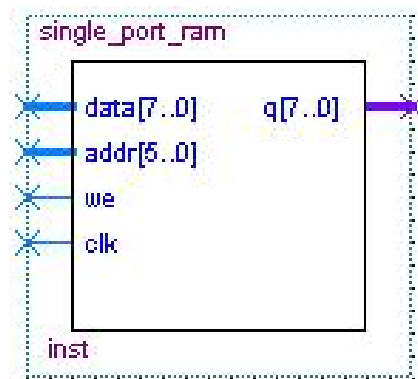 single_port_ram
data[7..0] q[7..0]
addr[5..0]
we
clk
inst